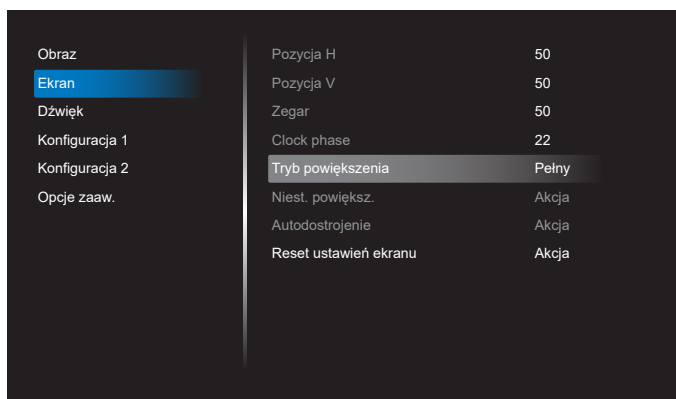 Obraz
Ekran
Dźwięk
Konfiguracja 1
Konfiguracja 2
Opcje zaaw.
Pozycja H 50
Pozycja V 50
Zegar 50
Clock phase 22
Tryb powiększenia Pełny
Niest. powiększ. Akcja
Autodostrojenie Akcja
Reset ustawień ekranu Akcja